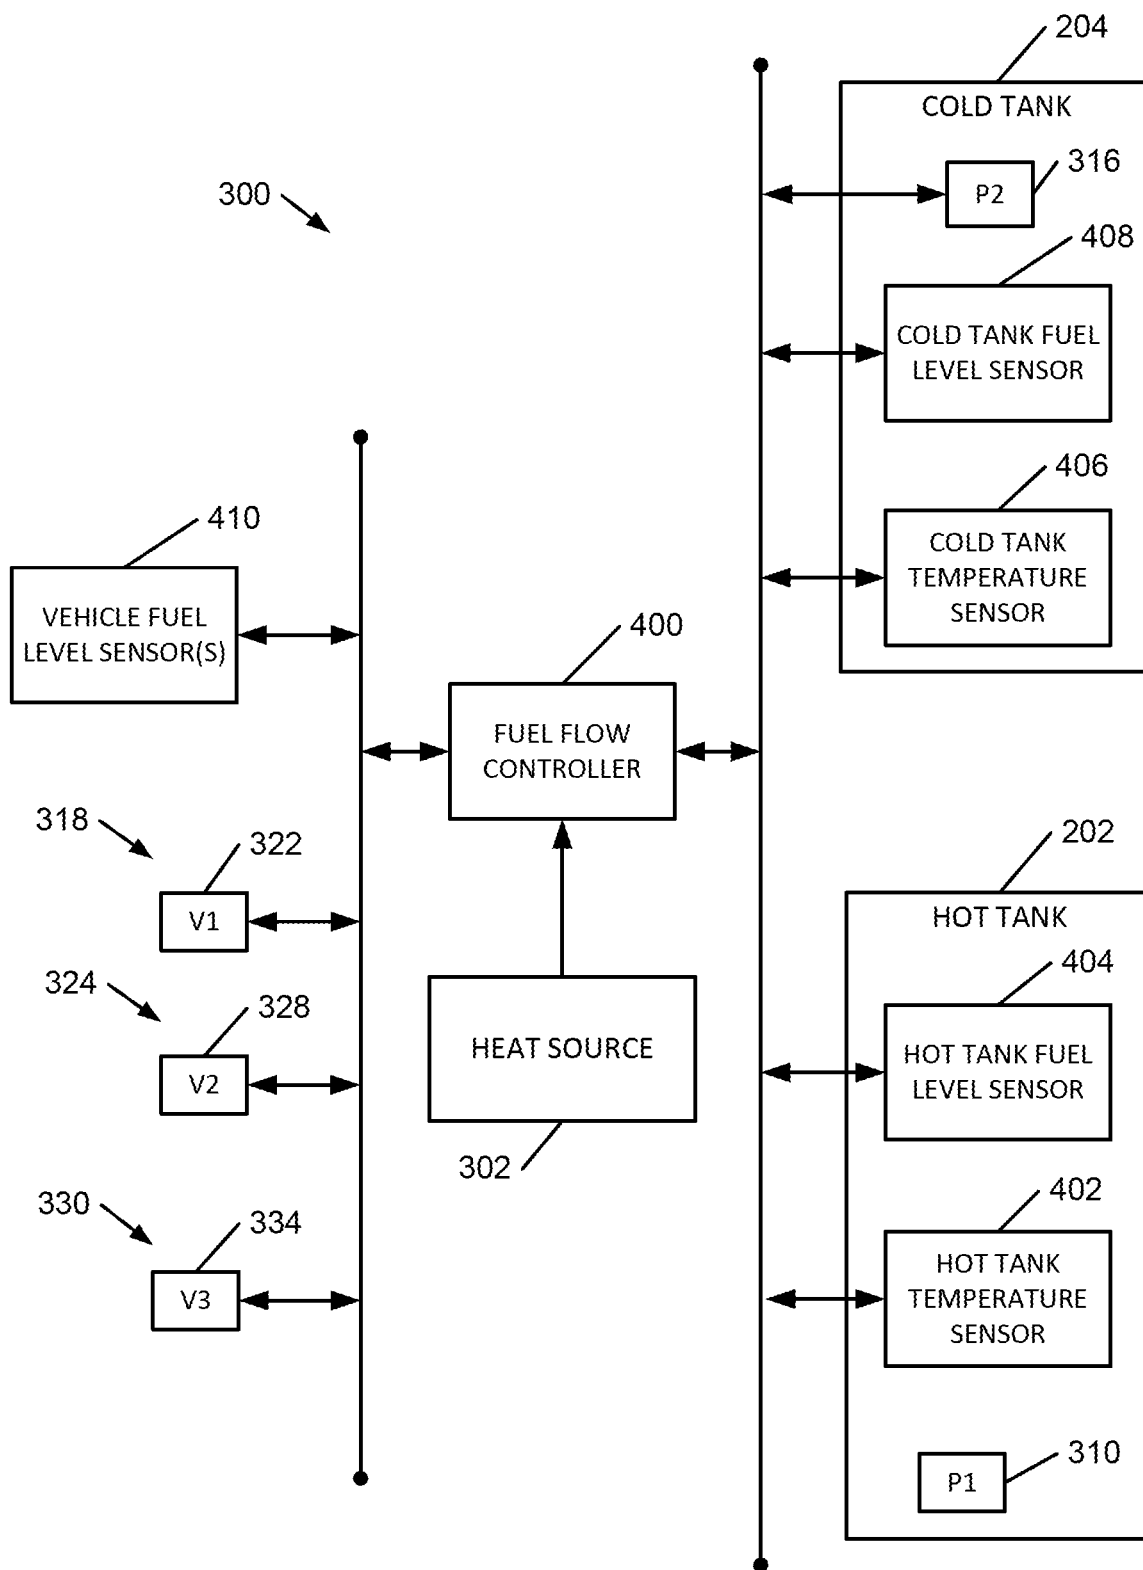 204
COLD TANK
316
P2
300
408
COLD TANK FUEL
LEVEL SENSOR
406
COLD TANK
TEMPERATURE
SENSOR
410
VEHICLE FUEL
LEVEL SENSOR(S)
400
FUEL FLOW
CONTROLLER
318
322
V1
324
328
V2
330
334
V3
HEAT SOURCE
302
202
HOT TANK
404
HOT TANK FUEL
LEVEL SENSOR
402
HOT TANK
TEMPERATURE
SENSOR
310
P1